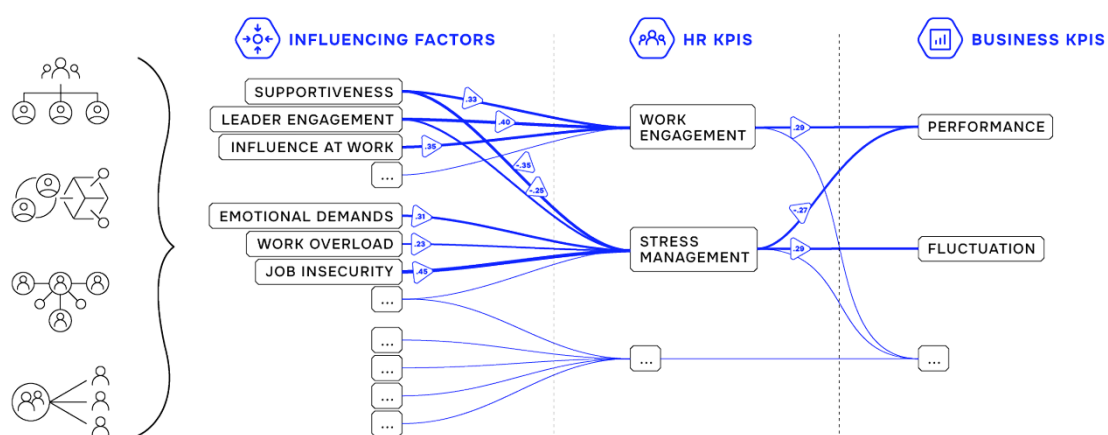 INFLUENCING FACTORS
HR KPIS
BUSINESS KPIS
SUPPORTIVENESS
LEADER ENGAGEMENT
INFLUENCE AT WORK
...
EMOTIONAL DEMANDS
WORK OVERLOAD
JOB INSECURITY
...
...
...
...
...
.33
.40
.35
-.35
-.25
.31
.23
.45
WORK
ENGAGEMENT
STRESS
MANAGEMENT
...
.29
-.27
.29
PERFORMANCE
FLUCTUATION
...